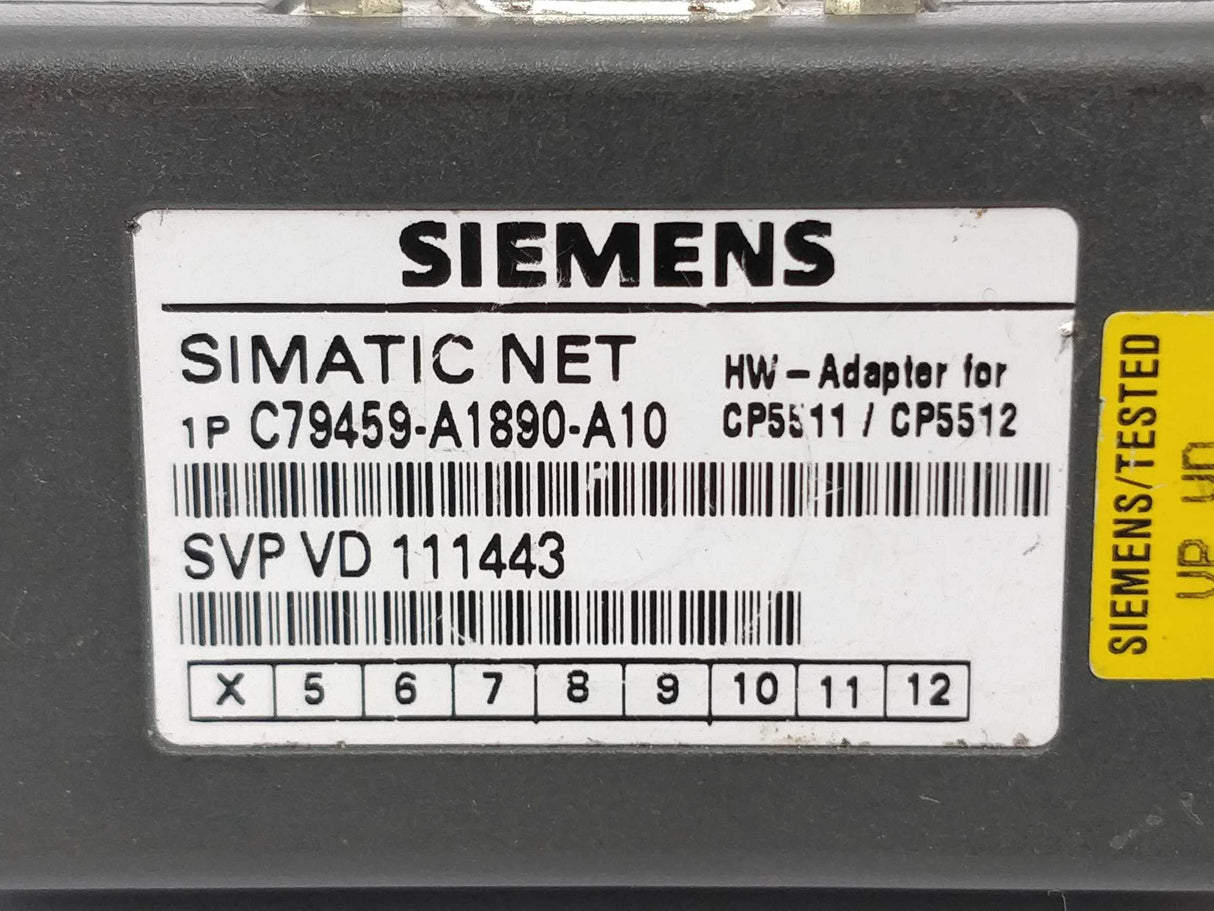 SIEMENS
SIMATIC NET
HW-Adapter for
1P C79459-A1890-A10
CP5511 / CP5512
SVP VD 111443
X 5 6 7 8 9 10 11 12
SIEMENS/TESTED